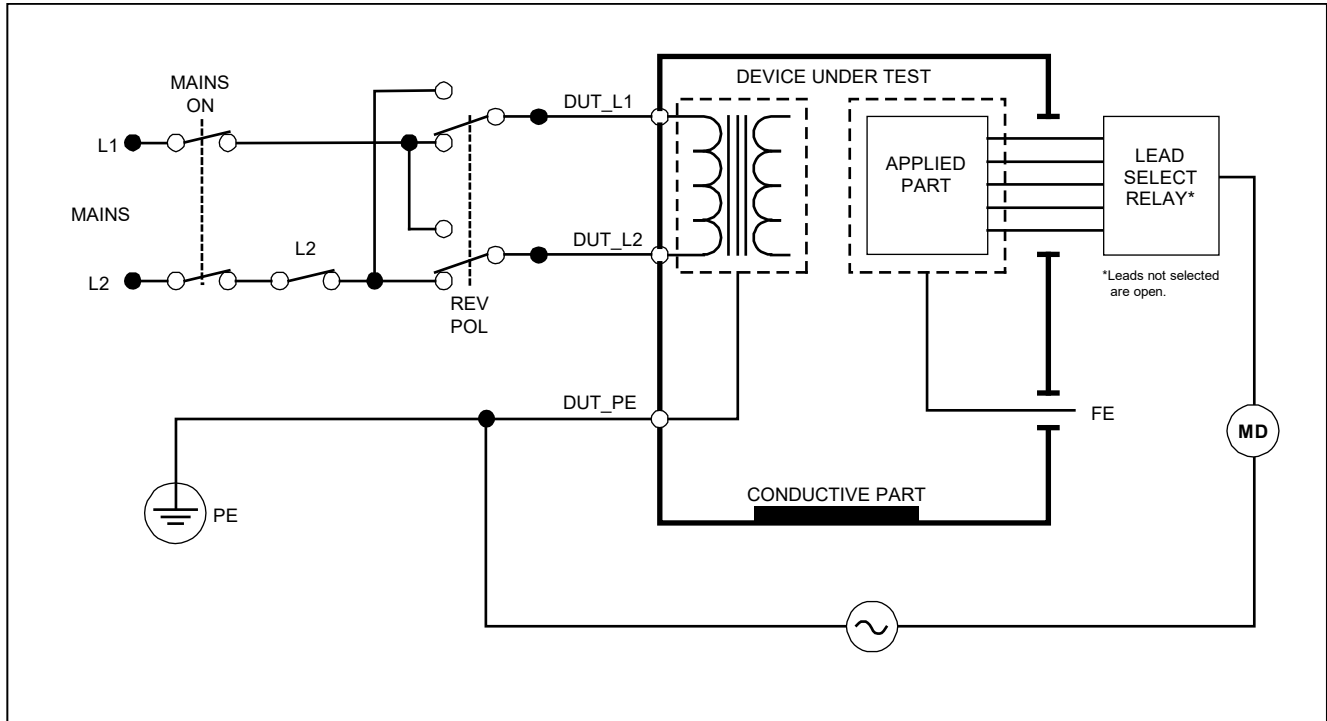 MAINS
ON
L1
MAINS
L2
L2
REV
POL
DUT_L1
DUT_L2
DEVICE UNDER TEST
APPLIED
PART
LEAD
SELECT
RELAY*
*Leads not selected
are open.
DUT_PE
FE
MD
PE
CONDUCTIVE PART